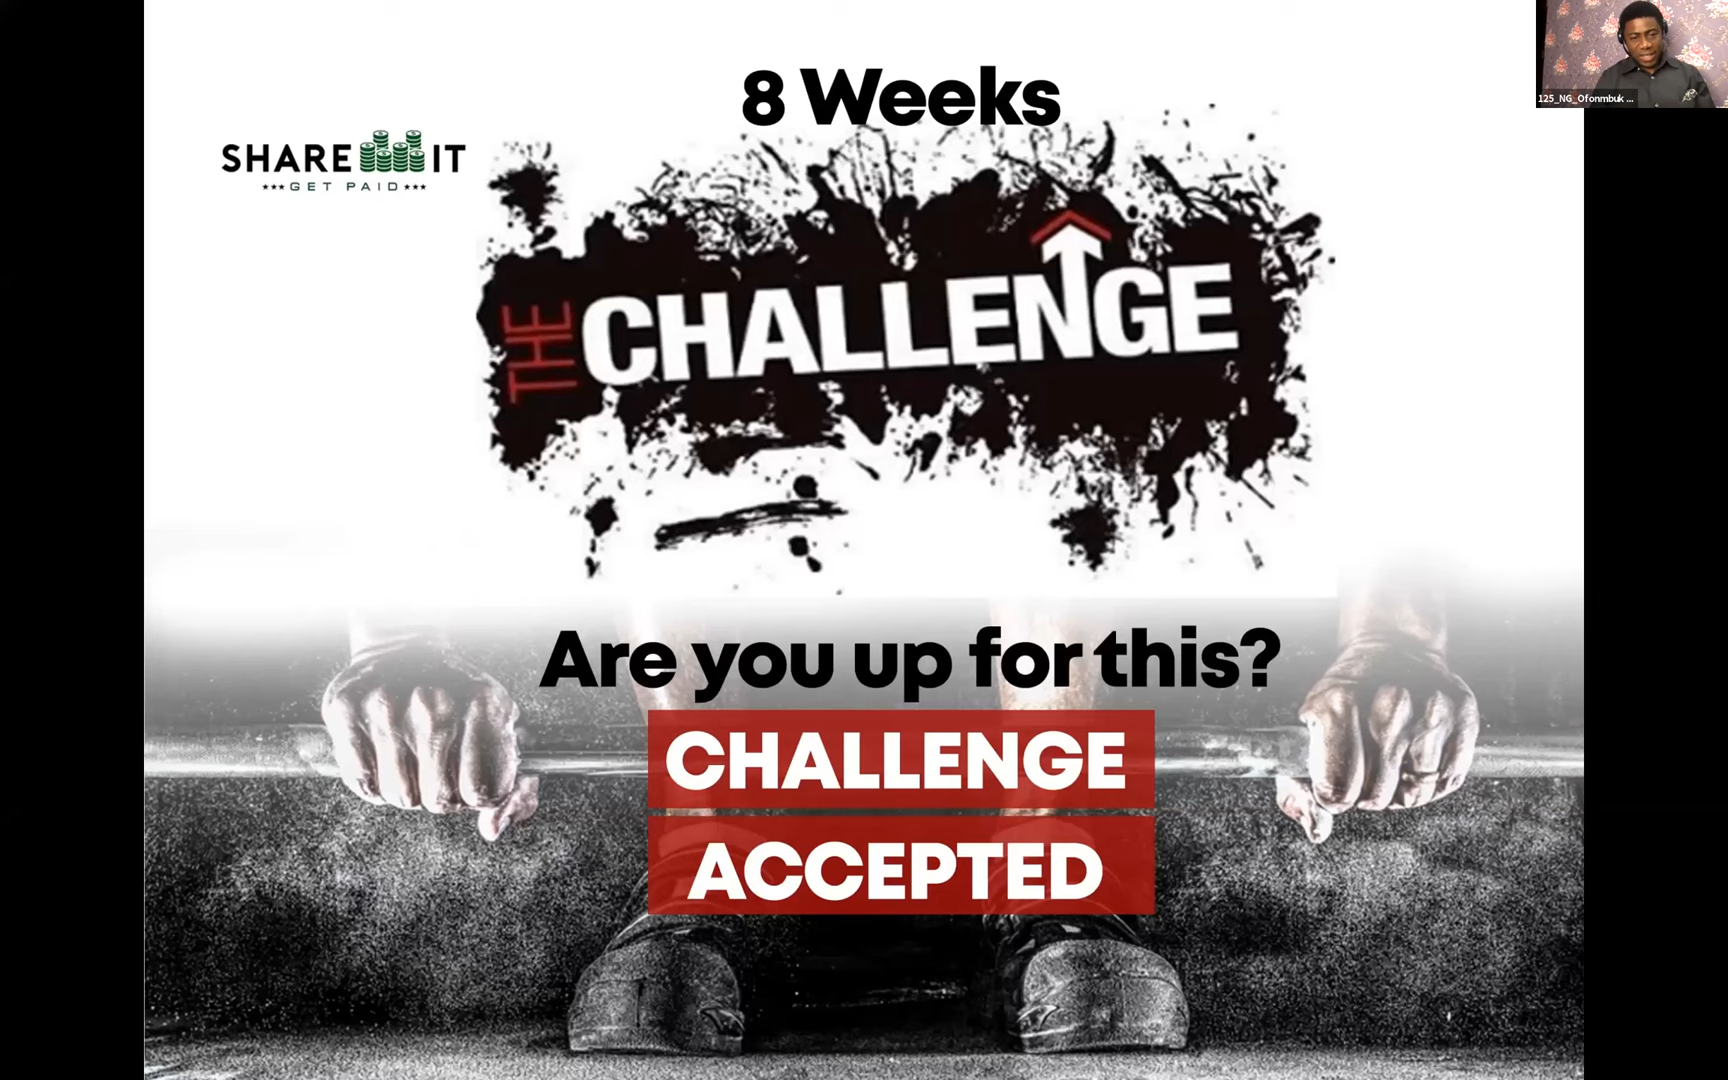 8 Weeks
SHARE IT
GET PAID
THE CHALLENGE
Are you up for this?
CHALLENGE
ACCEPTED
125_NG_Ofonmbuk ...